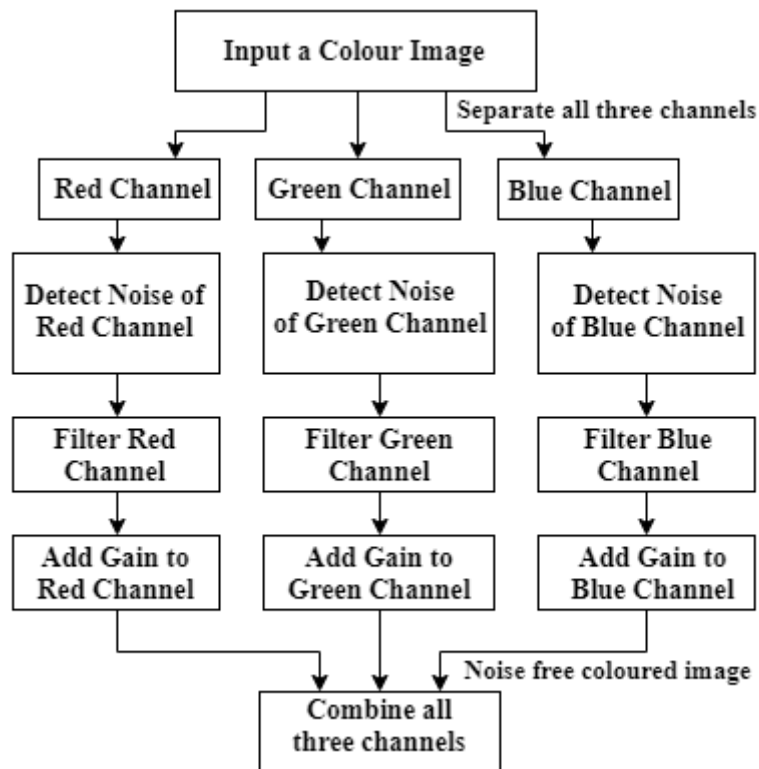 Input a Colour Image
Separate all three channels
Red Channel
Green Channel
Blue Channel
Detect Noise of
Red Channel
Detect Noise
of Green Channel
Detect Noise
of Blue Channel
Filter Red
Channel
Filter Green
Channel
Filter Blue
Channel
Add Gain to
Red Channel
Add Gain to
Green Channel
Add Gain to
Blue Channel
Noise free coloured image
Combine all
three channels